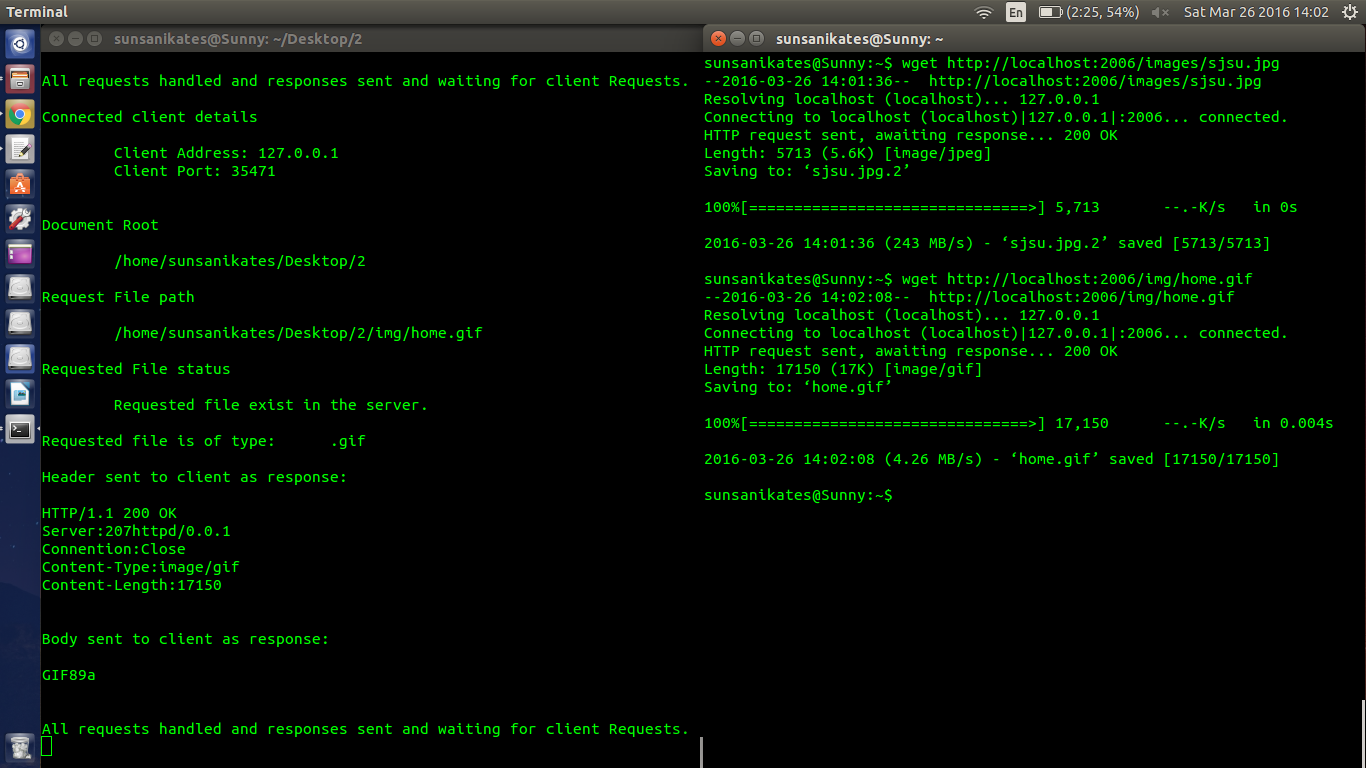 Terminal
En
(2:25, 54%)
Sat Mar 26 2016 14:02
sunsanikates@Sunny: ~/Desktop/2
All requests handled and responses sent and waiting for client Requests.
Connected client details
Client Address: 127.0.0.1
Client Port: 35471
Document Root
/home/sunsanikates/Desktop/2
Request File path
/home/sunsanikates/Desktop/2/img/home.gif
Requested File status
Requested file exist in the server.
Requested file is of type: .gif
Header sent to client as response:
HTTP/1.1 200 OK
Server:207httpd/0.0.1
Connention:Close
Content-Type:image/gif
Content-Length:17150
Body sent to client as response:
GIF89a
All requests handled and responses sent and waiting for client Requests.
sunsanikates@Sunny: ~
sunsanikates@Sunny:~$ wget http://localhost:2006/images/sjsu.jpg
--2016-03-26 14:01:36-- http://localhost:2006/images/sjsu.jpg
Resolving localhost (localhost)... 127.0.0.1
Connecting to localhost (localhost)|127.0.0.1|:2006... connected.
HTTP request sent, awaiting response... 200 OK
Length: 5713 (5.6K) [image/jpeg]
Saving to: ‘sjsu.jpg.2’
100%[===============================>] 5,713 --.-K/s in 0s
2016-03-26 14:01:36 (243 MB/s) - ‘sjsu.jpg.2’ saved [5713/5713]
sunsanikates@Sunny:~$ wget http://localhost:2006/img/home.gif
--2016-03-26 14:02:08-- http://localhost:2006/img/home.gif
Resolving localhost (localhost)... 127.0.0.1
Connecting to localhost (localhost)|127.0.0.1|:2006... connected.
HTTP request sent, awaiting response... 200 OK
Length: 17150 (17K) [image/gif]
Saving to: ‘home.gif’
100%[===============================>] 17,150 --.-K/s in 0.004s
2016-03-26 14:02:08 (4.26 MB/s) - ‘home.gif’ saved [17150/17150]
sunsanikates@Sunny:~$